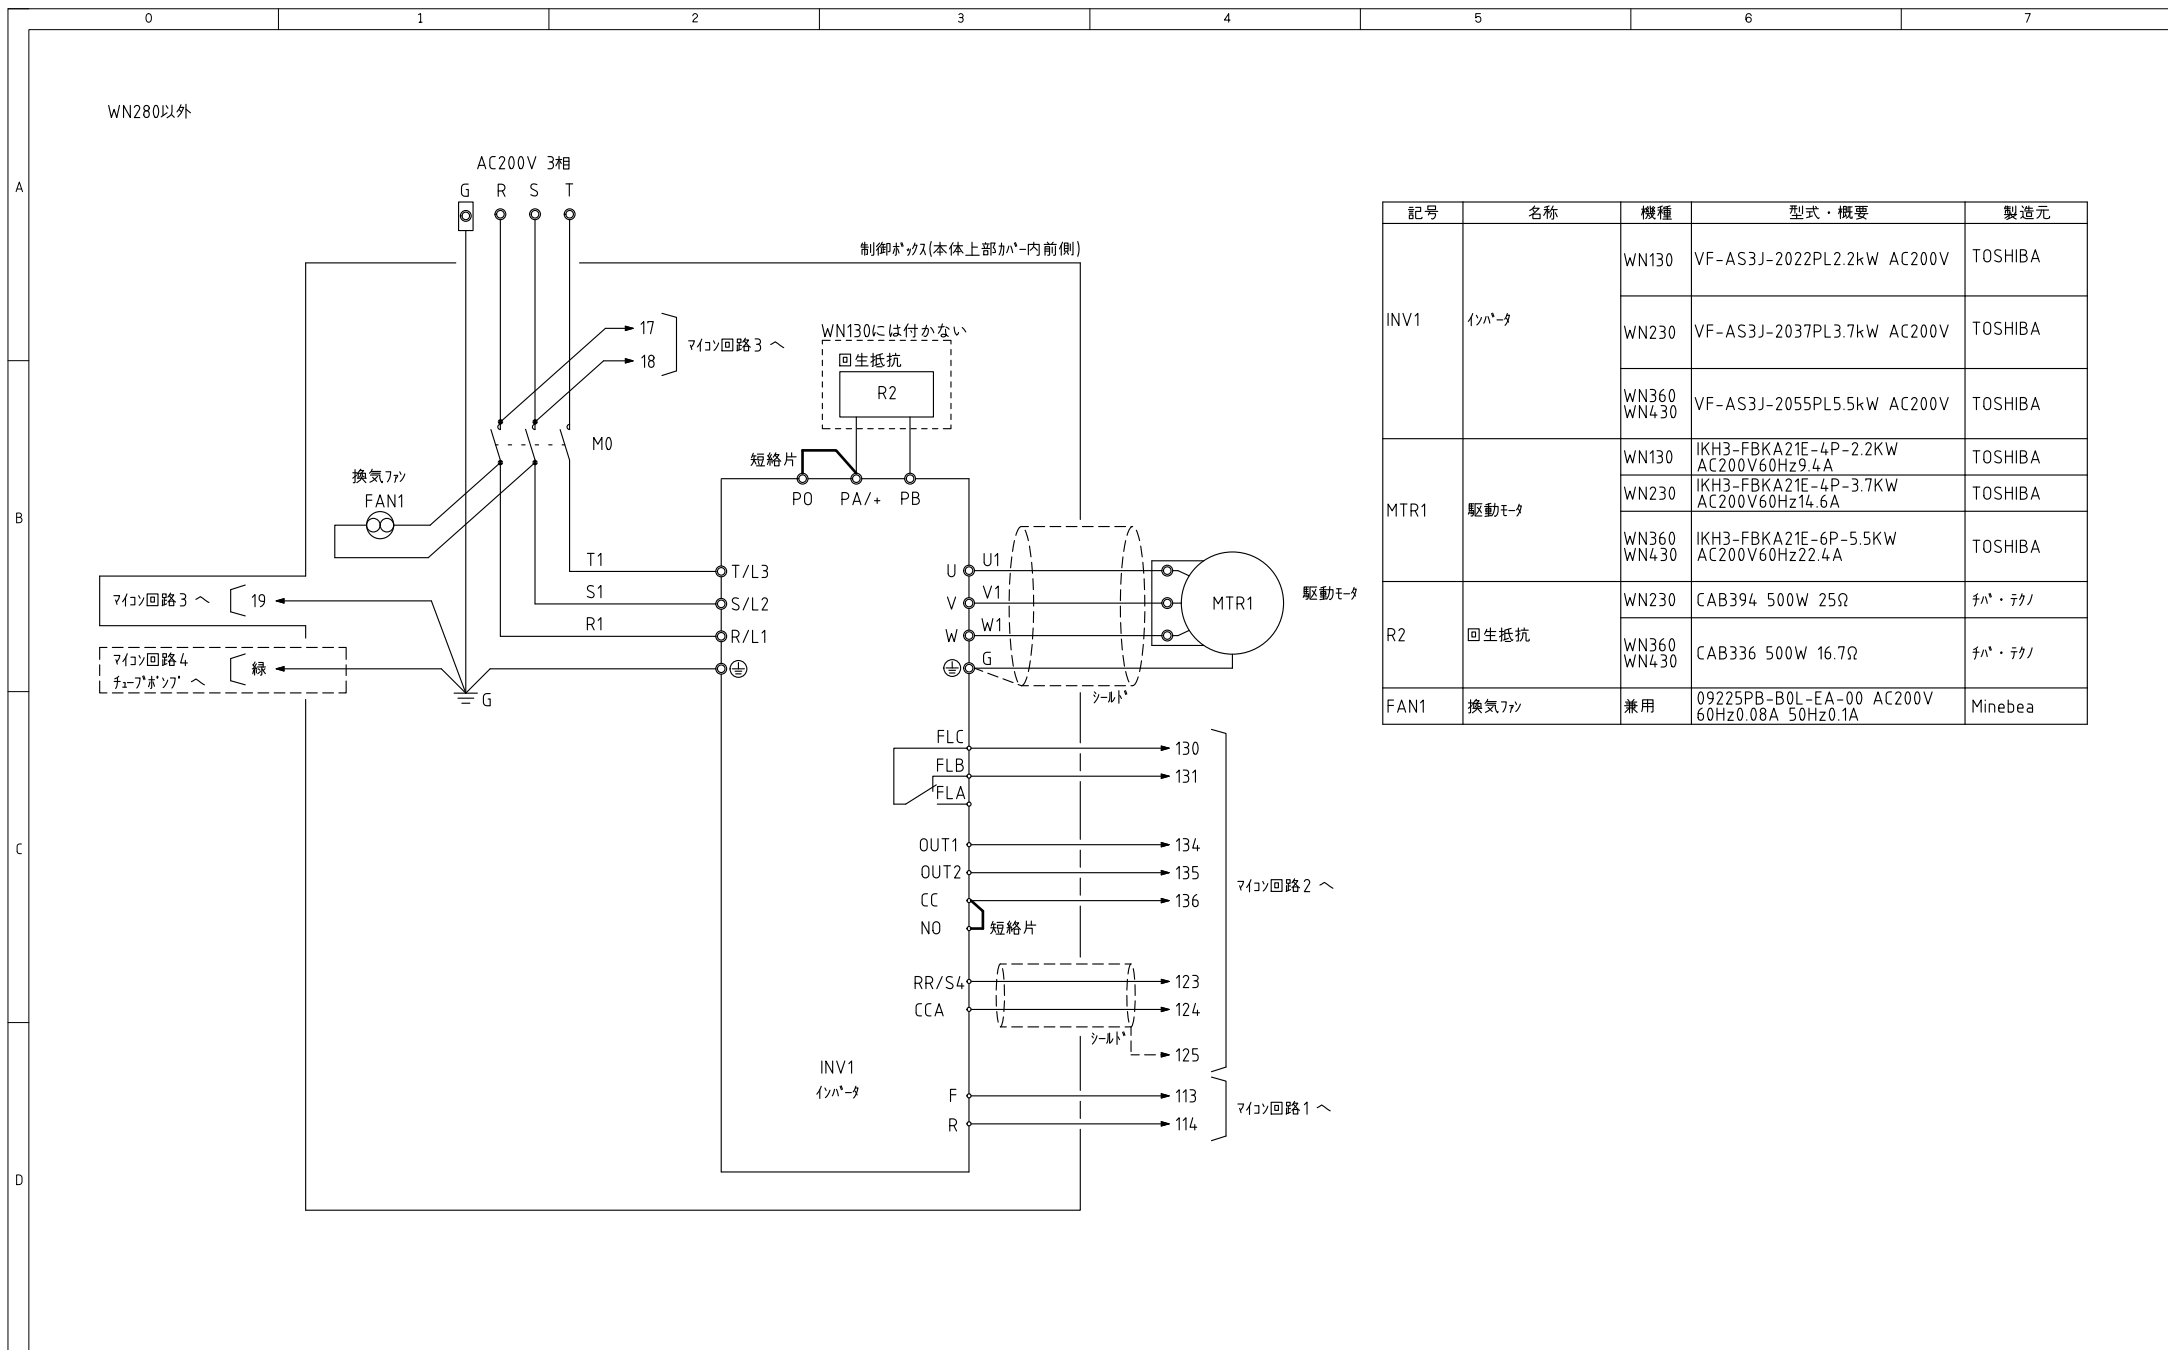 0 1 2 3 4 5 6 7
A
B
C
D
WN280以外
AC200V 3相
G R S T
制御ﾎﾞｯｸｽ(本体上部ｶﾊﾞｰ内前側)
17
18
ﾏｲｺﾝ回路3 へ
WN130には付かない
回生抵抗
R2
M0
短絡片
PO PA/+ PB
換気ﾌｧﾝ
FAN1
T1
S1
R1
T/L3
S/L2
R/L1
ﾏｲｺﾝ回路3 へ
19
ﾏｲｺﾝ回路4
ﾁｭｰﾌﾞﾎﾟﾝﾌﾟ へ
緑
G
U U1
V V1
W W1
G
MTR1
駆動ﾓｰﾀ
ｼｰﾙﾄﾞ
FLC 130
FLB 131
FLA
OUT1 134
OUT2 135
CC 136
NO 短絡片
ﾏｲｺﾝ回路2 へ
RR/S4 123
CCA 124
ｼｰﾙﾄﾞ
125
INV1
ｲﾝﾊﾞｰﾀ
F 113
R 114
ﾏｲｺﾝ回路1 へ
記号 名称 機種 型式・概要 製造元
INV1 ｲﾝﾊﾞｰﾀ
WN130 VF-AS3J-2022PL2.2kW AC200V TOSHIBA
WN230 VF-AS3J-2037PL3.7kW AC200V TOSHIBA
WN360
WN430 VF-AS3J-2055PL5.5kW AC200V TOSHIBA
MTR1 駆動ﾓｰﾀ
WN130 IKH3-FBKA21E-4P-2.2KW
AC200V60Hz9.4A TOSHIBA
WN230 IKH3-FBKA21E-4P-3.7KW
AC200V60Hz14.6A TOSHIBA
WN360 IKH3-FBKA21E-6P-5.5KW
WN430 AC200V60Hz22.4A TOSHIBA
R2 回生抵抗
WN230 CAB394 500W 25Ω ﾁﾊﾞ・ﾃｸﾉ
WN360
WN430 CAB336 500W 16.7Ω ﾁﾊﾞ・ﾃｸﾉ
FAN1 換気ﾌｧﾝ 兼用 09225PB-B0L-EA-00 AC200V
60Hz0.08A 50Hz0.1A Minebea